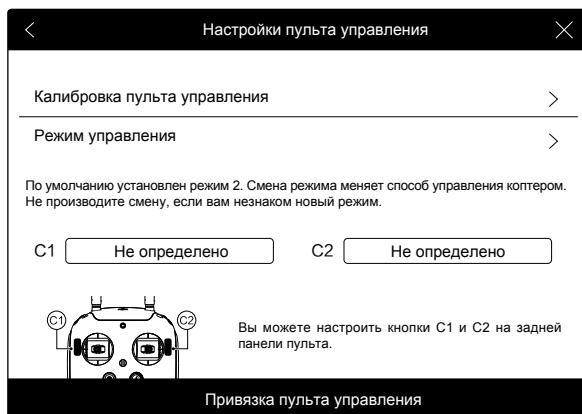 Настройки пульта управления
Калибровка пульта управления
Режим управления
По умолчанию установлен режим 2. Смена режима меняет способ управления коптером.
Не производите смену, если вам незнаком новый режим.
C1 Не определено C2 Не определено
C1 C2
Вы можете настроить кнопки C1 и C2 на задней
панели пульта.
Привязка пульта управления